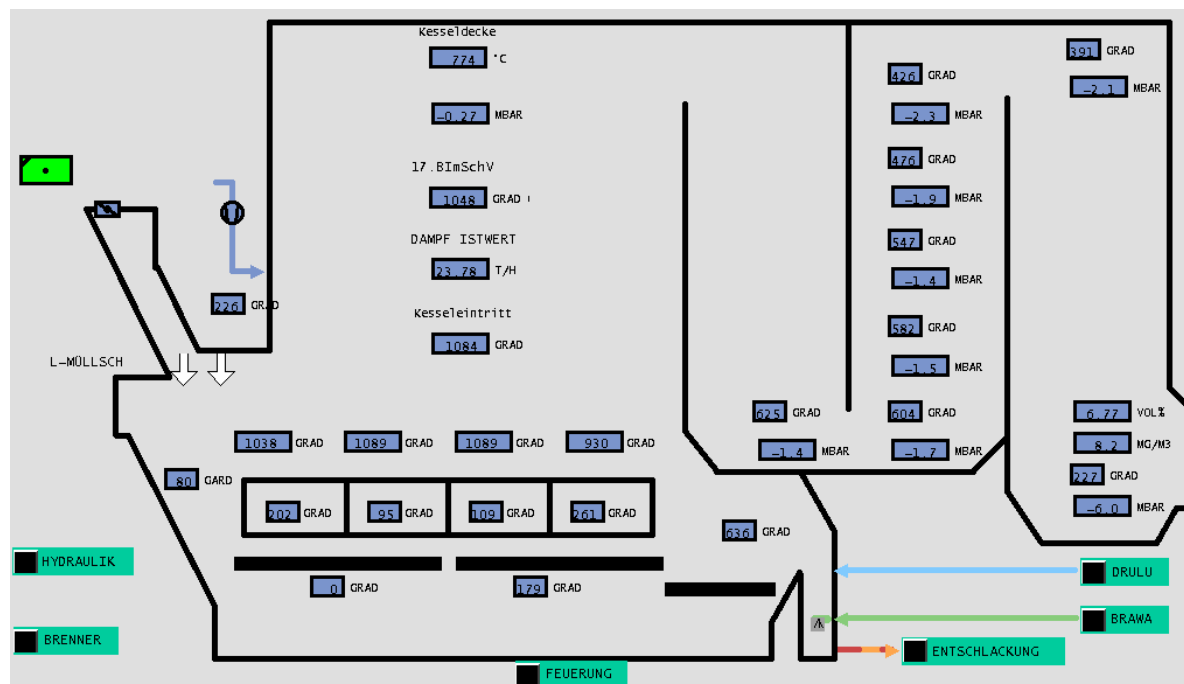 Kesseldecke
774 °C
391 GRAD
426 GRAD
-2.1 MBAR
-0.27 MBAR
-2.3 MBAR
17.BImSchV
476 GRAD
1048 GRAD
-1.9 MBAR
DAMPF ISTWERT
547 GRAD
23.78 T/H
-1.4 MBAR
226 GRAD
Kesseleintritt
582 GRAD
1084 GRAD
L-MÜLLSCH
-1.5 MBAR
625 GRAD
604 GRAD
6.77 VOL%
1038 GRAD
1089 GRAD
1089 GRAD
930 GRAD
-1.4 MBAR
-1.7 MBAR
8.2 MG/M3
80 GARD
227 GRAD
202 GRAD
95 GRAD
109 GRAD
261 GRAD
-6.0 MBAR
636 GRAD
HYDRAULIK
0 GRAD
179 GRAD
DRULU
BRENNER
BRAWA
ENTSCHLACKUNG
FEUERUNG